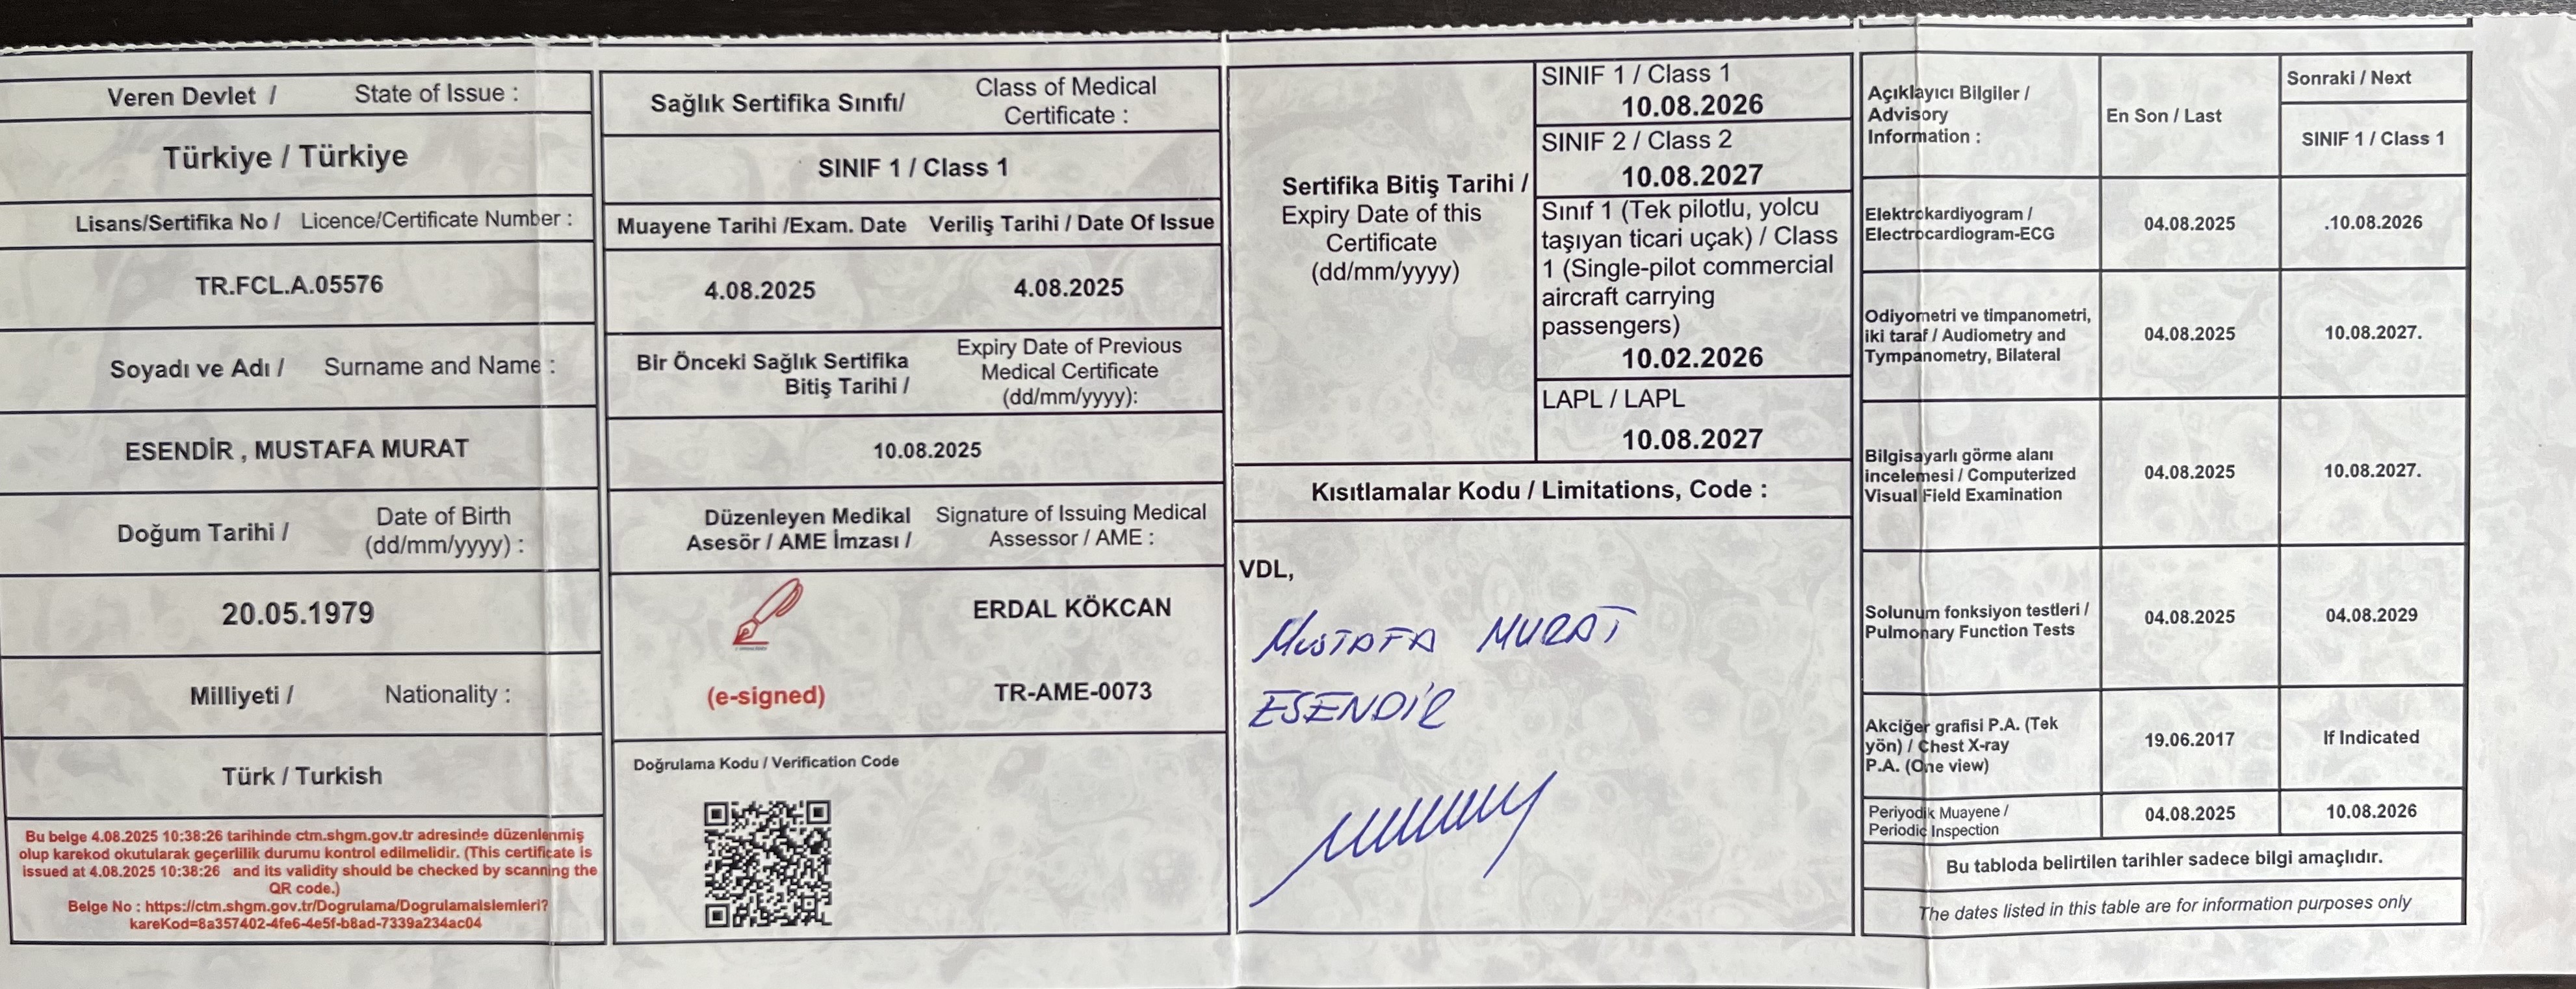 Veren Devlet / State of Issue :
Türkiye / Türkiye
Lisans/Sertifika No / Licence/Certificate Number :
TR.FCL.A.05576
Soyadı ve Adı / Surname and Name :
ESENDİR , MUSTAFA MURAT
Doğum Tarihi / Date of Birth
(dd/mm/yyyy) :
20.05.1979
Milliyeti / Nationality :
Türk / Turkish
Bu belge 4.08.2025 10:38:26 tarihinde ctm.shgm.gov.tr adresinde düzenlenmiş
olup karekod okutularak geçerlilik durumu kontrol edilmelidir. (This certificate is
issued at 4.08.2025 10:38:26 and its validity should be checked by scanning the
QR code.)
Belge No : https://ctm.shgm.gov.tr/Dogrulama/DogrulamaIslemleri?
kareKod=8a357402-4fe6-4e5f-b8ad-7339a234ac04
Sağlık Sertifika Sınıfı/
Class of Medical
Certificate :
SINIF 1 / Class 1
Muayene Tarihi /Exam. Date Veriliş Tarihi / Date Of Issue
4.08.2025 4.08.2025
Bir Önceki Sağlık Sertifika
Bitiş Tarihi /
Expiry Date of Previous
Medical Certificate
(dd/mm/yyyy):
10.08.2025
Düzenleyen Medikal
Asesör / AME İmzası /
Signature of Issuing Medical
Assessor / AME :
ERDAL KÖKCAN
(e-signed) TR-AME-0073
Doğrulama Kodu / Verification Code
Sertifika Bitiş Tarihi /
Expiry Date of this
Certificate
(dd/mm/yyyy)
SINIF 1 / Class 1
10.08.2026
SINIF 2 / Class 2
10.08.2027
Sınıf 1 (Tek pilotlu, yolcu
taşıyan ticari uçak) / Class
1 (Single-pilot commercial
aircraft carrying
passengers)
10.02.2026
LAPL / LAPL
10.08.2027
Kısıtlamalar Kodu / Limitations, Code :
VDL,
MUSTAFA MURAT
ESENDİR
Açıklayıcı Bilgiler /
Advisory
Information :
En Son / Last
Sonraki / Next
SINIF 1 / Class 1
Elektrokardiyogram /
Electrocardiogram-ECG
04.08.2025 .10.08.2026
Odiyometri ve timpanometri,
iki taraf / Audiometry and
Tympanometry, Bilateral
04.08.2025 10.08.2027.
Bilgisayarlı görme alanı
incelemesi / Computerized
Visual Field Examination
04.08.2025 10.08.2027.
Solunum fonksiyon testleri /
Pulmonary Function Tests
04.08.2025 04.08.2029
Akciğer grafisi P.A. (Tek
yön) / Chest X-ray
P.A. (One view)
19.06.2017 If Indicated
Periyodik Muayene /
Periodic Inspection
04.08.2025 10.08.2026
Bu tabloda belirtilen tarihler sadece bilgi amaçlıdır.
The dates listed in this table are for information purposes only